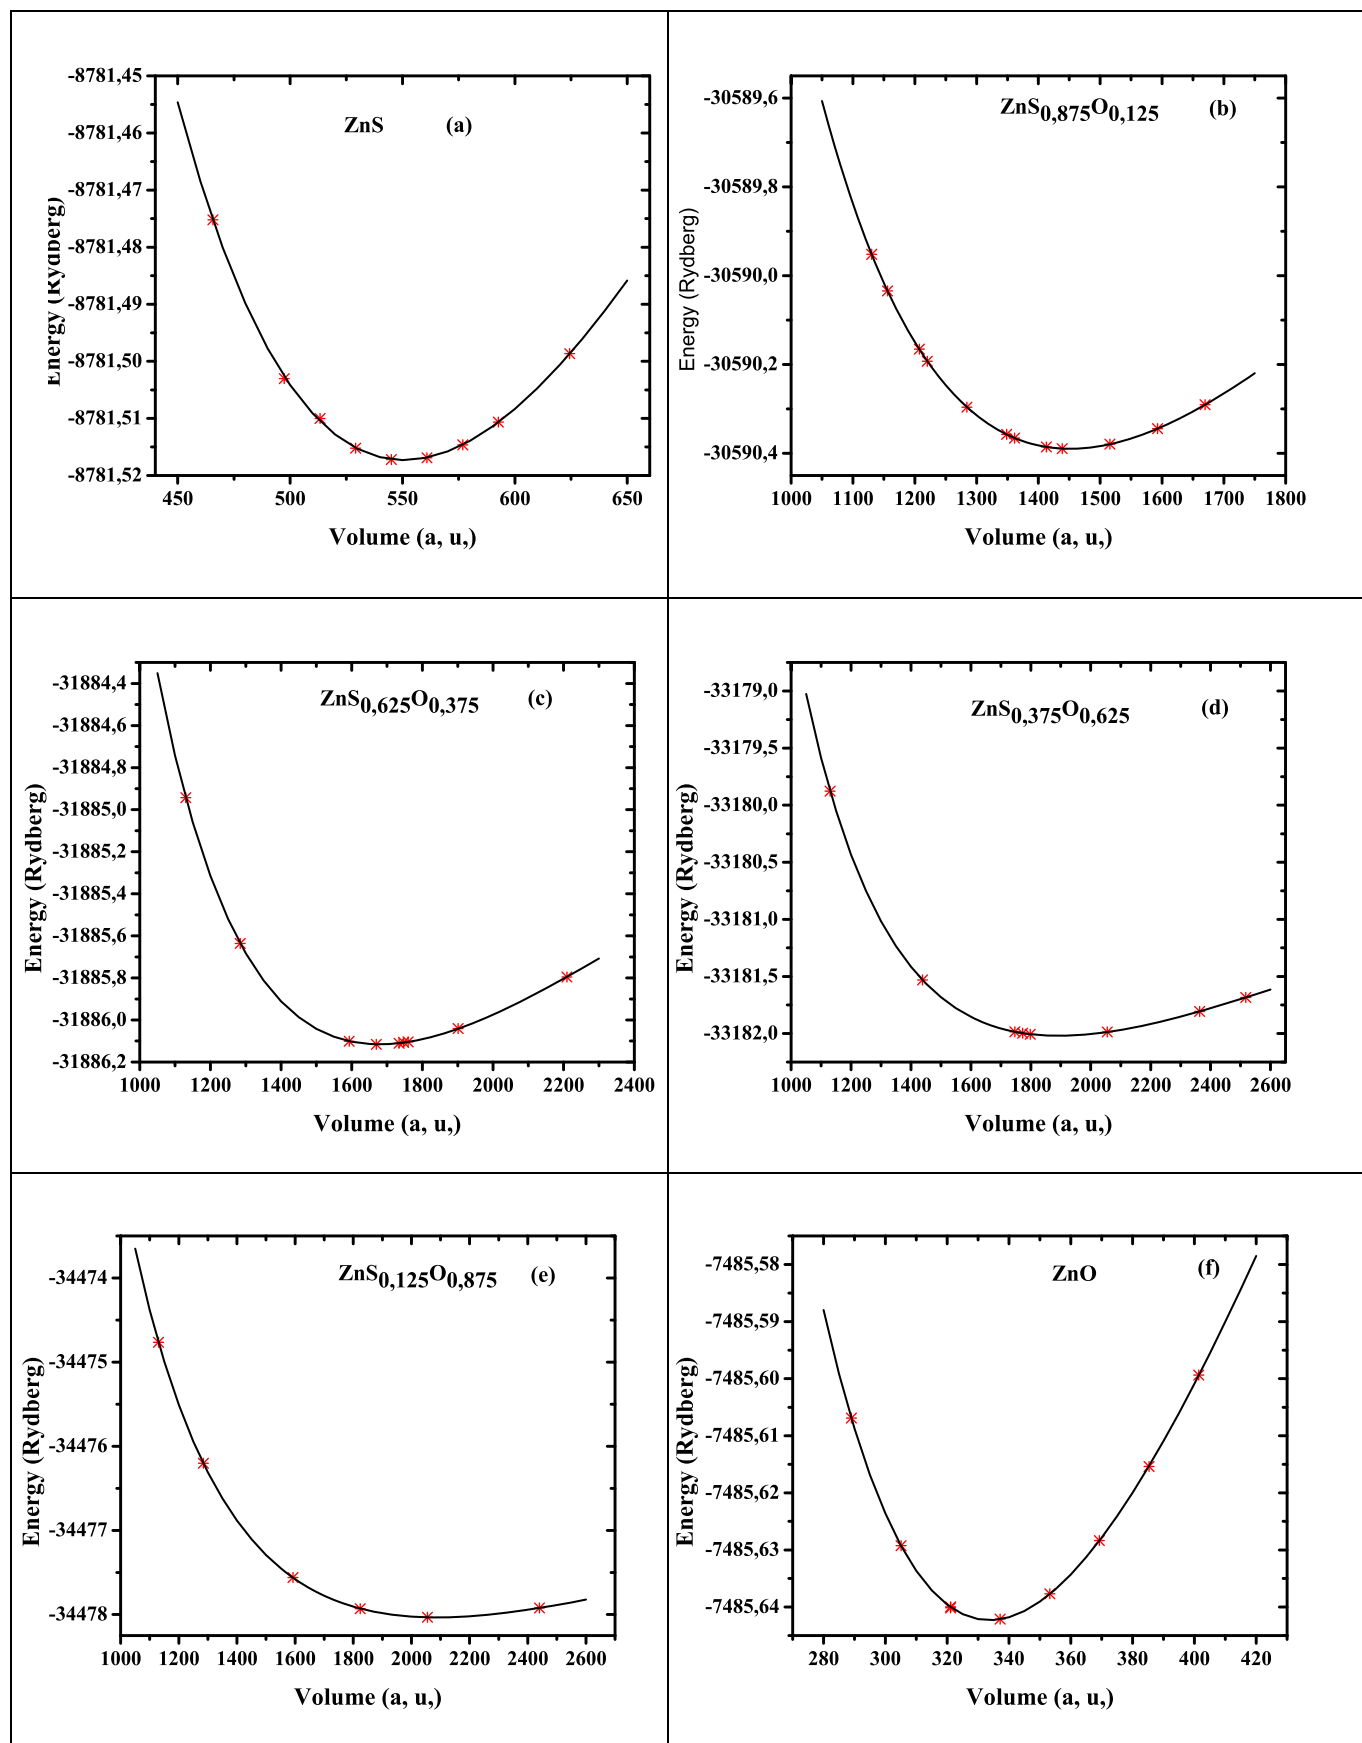 -8781,45
-8781,46
-8781,47
-8781,48
-8781,49
-8781,50
-8781,51
-8781,52
450 500 550 600 650
Energy (Rydberg)
Volume (a, u,)
ZnS (a)
-30589,6
-30589,8
-30590,0
-30590,2
-30590,4
1000 1100 1200 1300 1400 1500 1600 1700 1800
Energy (Rydberg)
Volume (a, u,)
ZnS0,875O0,125 (b)
-31884,4
-31884,6
-31884,8
-31885,0
-31885,2
-31885,4
-31885,6
-31885,8
-31886,0
-31886,2
1000 1200 1400 1600 1800 2000 2200 2400
Energy (Rydberg)
Volume (a, u,)
ZnS0,625O0,375 (c)
-33179,0
-33179,5
-33180,0
-33180,5
-33181,0
-33181,5
-33182,0
1000 1200 1400 1600 1800 2000 2200 2400 2600
Energy (Rydberg)
Volume (a, u,)
ZnS0,375O0,625 (d)
-34474
-34475
-34476
-34477
-34478
1000 1200 1400 1600 1800 2000 2200 2400 2600
Energy (Rydberg)
Volume (a, u,)
ZnS0,125O0,875 (e)
-7485,58
-7485,59
-7485,60
-7485,61
-7485,62
-7485,63
-7485,64
280 300 320 340 360 380 400 420
Energy (Rydberg)
Volume (a, u,)
ZnO (f)